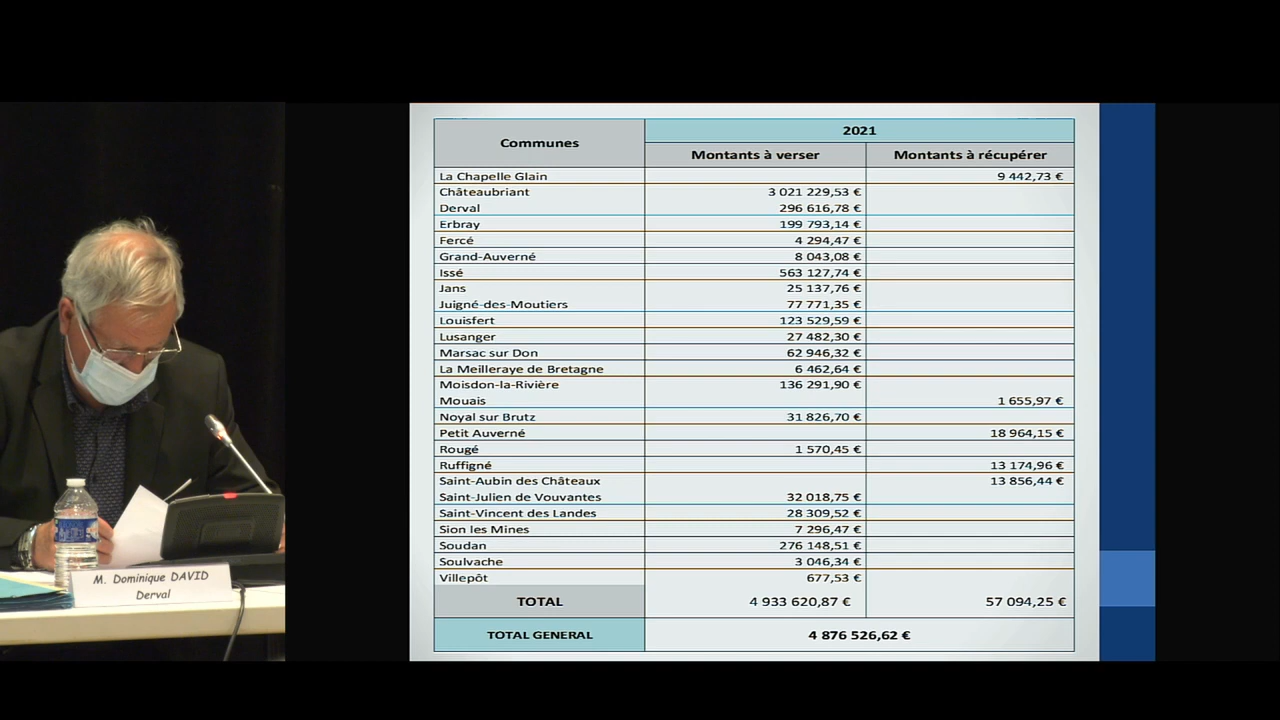 Communes 2021
Montants à verser Montants à récupérer
La Chapelle Glain 9 442,73 €
Châteaubriant 3 021 229,53 €
Derval 296 616,78 €
Erbray 199 793,14 €
Fercé 4 294,47 €
Grand-Auverné 8 043,08 €
Issé 563 127,74 €
Jans 25 137,76 €
Juigné-des-Moutiers 77 771,35 €
Louisfert 123 529,59 €
Lusanger 27 482,30 €
Marsac sur Don 62 946,32 €
La Meilleraye de Bretagne 6 462,64 €
Moisdon-la-Rivière 136 291,90 €
Mouais 1 655,97 €
Noyal sur Brutz 31 826,70 €
Petit Auverné 18 964,15 €
Rougé 1 570,45 €
Ruffigné 13 174,96 €
Saint-Aubin des Châteaux 13 856,44 €
Saint-Julien de Vouvantes 32 018,75 €
Saint-Vincent des Landes 28 309,52 €
Sion les Mines 7 296,47 €
Soudan 276 148,51 €
Soulvache 3 046,34 €
Villepôt 677,53 €
TOTAL 4 933 620,87 € 57 094,25 €
TOTAL GENERAL 4 876 526,62 €
M. Dominique DAVID
Derval